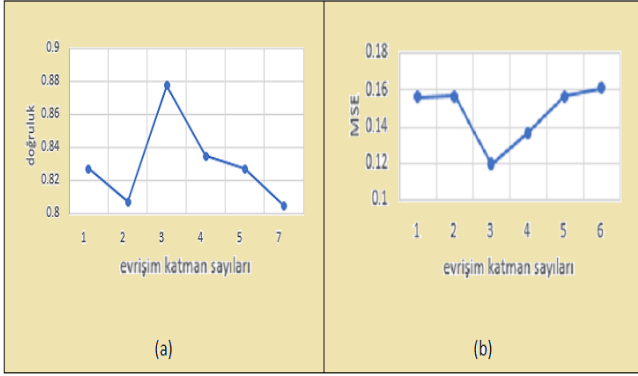 0.9
0.88
0.86
0.84
0.82
0.8
doğruluk
1 2 3 4 5 7
evrişim katman sayıları
(a)
0.18
0.16
0.14
0.12
0.1
MSE
1 2 3 4 5 6
evrişim katman sayıları
(b)